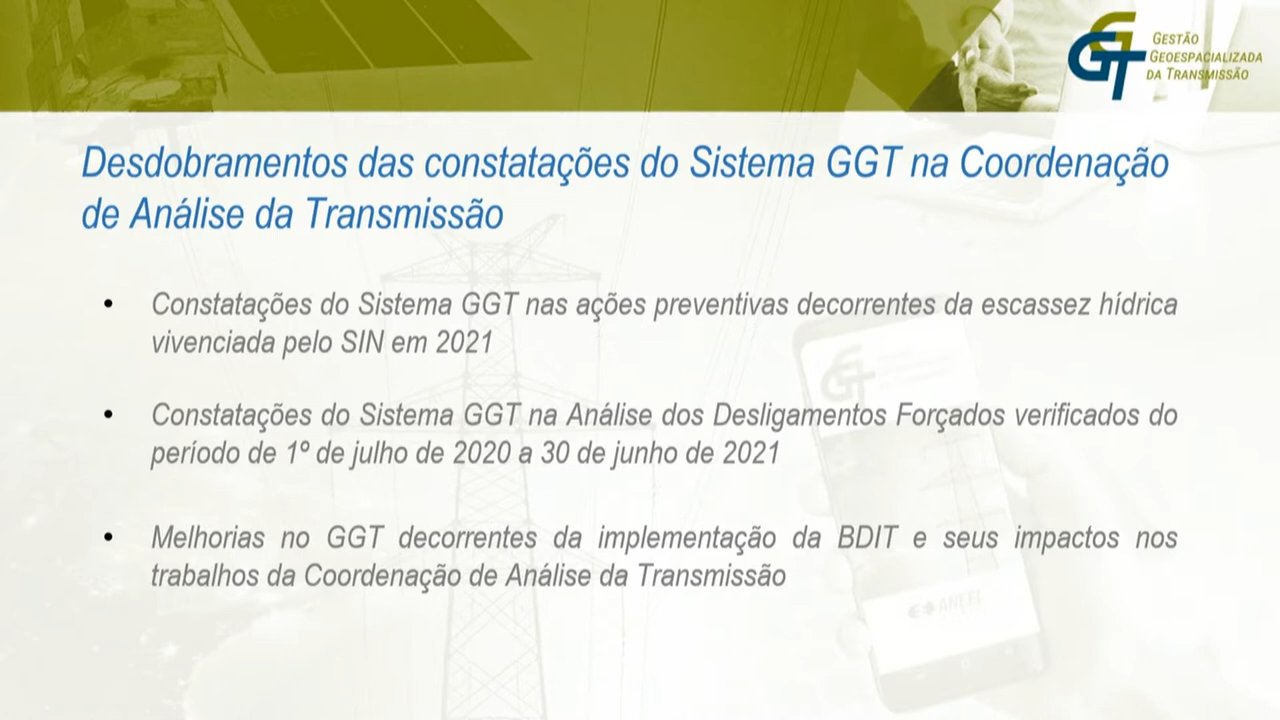 GGT
GESTÃO
GEOESPACIALIZADA
DA TRANSMISSÃO
Desdobramentos das constatações do Sistema GGT na Coordenação
de Análise da Transmissão
• Constatações do Sistema GGT nas ações preventivas decorrentes da escassez hídrica
vivenciada pelo SIN em 2021
• Constatações do Sistema GGT na Análise dos Desligamentos Forçados verificados do
período de 1º de julho de 2020 a 30 de junho de 2021
• Melhorias no GGT decorrentes da implementação da BDIT e seus impactos nos
trabalhos da Coordenação de Análise da Transmissão
GGT
ANEEL